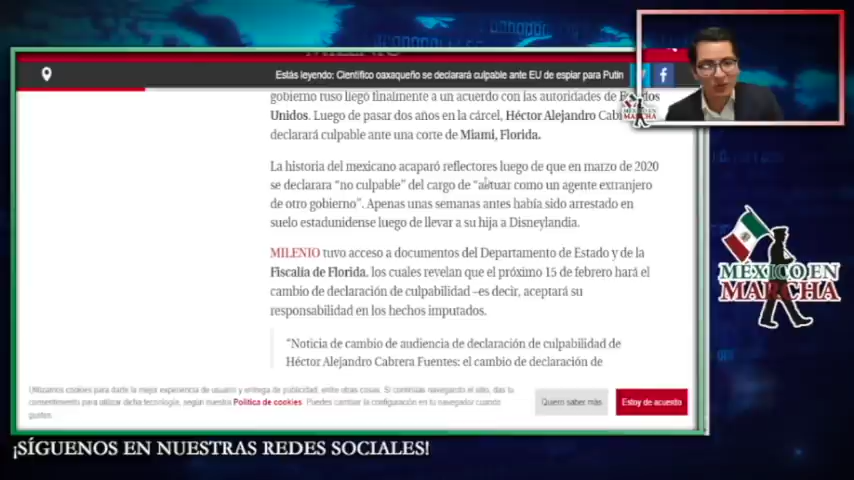 Estás leyendo: Científico oaxaqueño se declarará culpable ante EU de espiar para Putin
gobierno ruso llegó finalmente a un acuerdo con las autoridades de Estados
Unidos. Luego de pasar dos años en la cárcel, Héctor Alejandro
declarará culpable ante una corte de Miami, Florida.
La historia del mexicano acaparó reflectores luego de que en marzo de 2020
se declarara "no culpable" del cargo de "actuar como un agente extranjero
de otro gobierno". Apenas unas semanas antes había sido arrestado en
suelo estadunidense luego de llevar a su hija a Disneylandia.
MILENIO tuvo acceso a documentos del Departamento de Estado y de la
Fiscalía de Florida, los cuales revelan que el próximo 15 de febrero hará el
cambio de declaración de culpabilidad –es decir, aceptará su
responsabilidad en los hechos imputados.
"Noticia de cambio de audiencia de declaración de culpabilidad de
Héctor Alejandro Cabrera Fuentes: el cambio de declaración de
Utilizamos cookies para darte la mejor experiencia de usuario y entrega de publicidad, entre otras cosas. Si continúas navegando el sitio, das tu
consentimiento para utilizar dicha tecnología, según nuestra Política de cookies. Puedes cambiar la configuración en tu navegador cuando
gustes.
Quiero saber más
Estoy de acuerdo
MÉXICO EN
MARCHA
MÉXICO EN
MARCHA
¡SÍGUENOS EN NUESTRAS REDES SOCIALES!